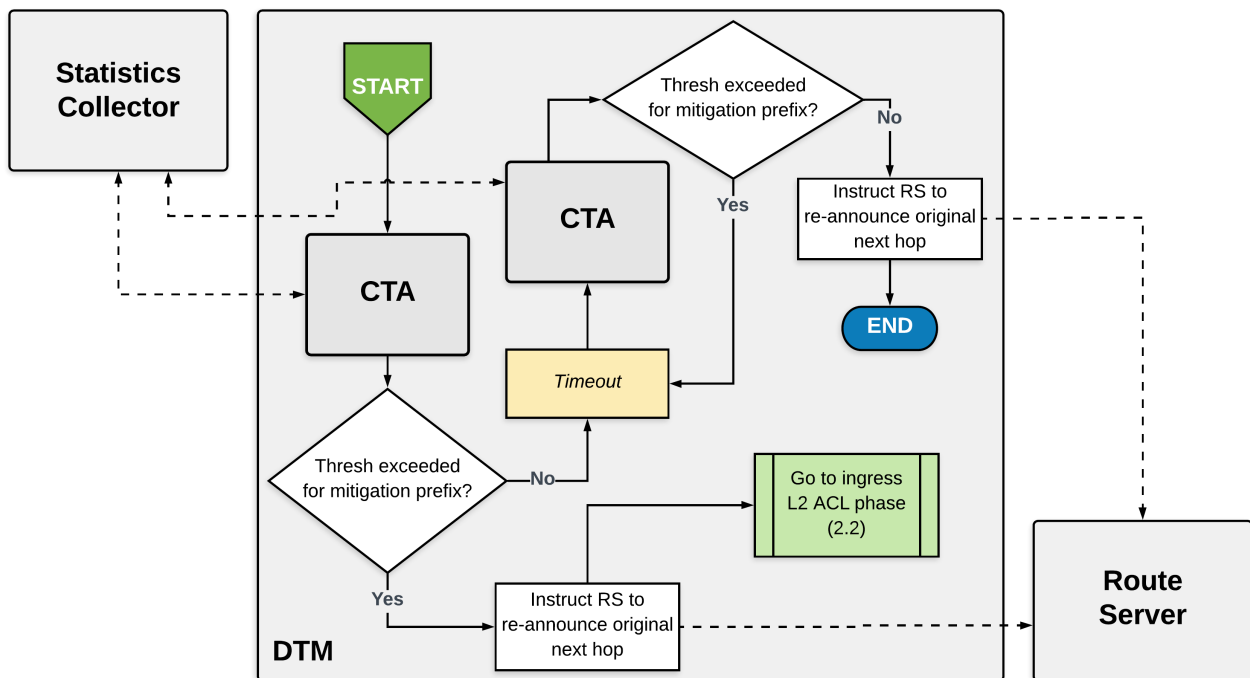 Statistics
Collector
START
Thresh exceeded
for mitigation prefix?
No
Yes
Instruct RS to
re-announce original
next hop
CTA
CTA
END
Timeout
Thresh exceeded
for mitigation prefix?
No
Yes
Go to ingress
L2 ACL phase
(2.2)
Instruct RS to
re-announce original
next hop
Route
Server
DTM